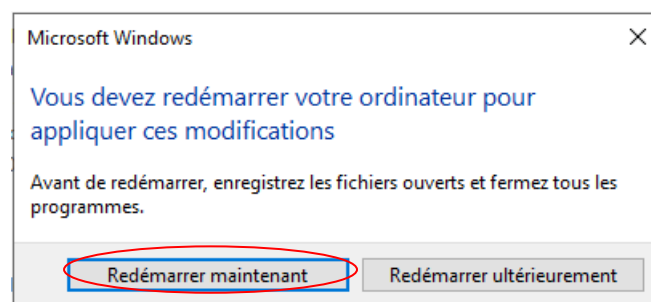 Microsoft Windows
Vous devez redémarrer votre ordinateur pour
appliquer ces modifications
Avant de redémarrer, enregistrez les fichiers ouverts et fermez tous les
programmes.
Redémarrer maintenant Redémarrer ultérieurement